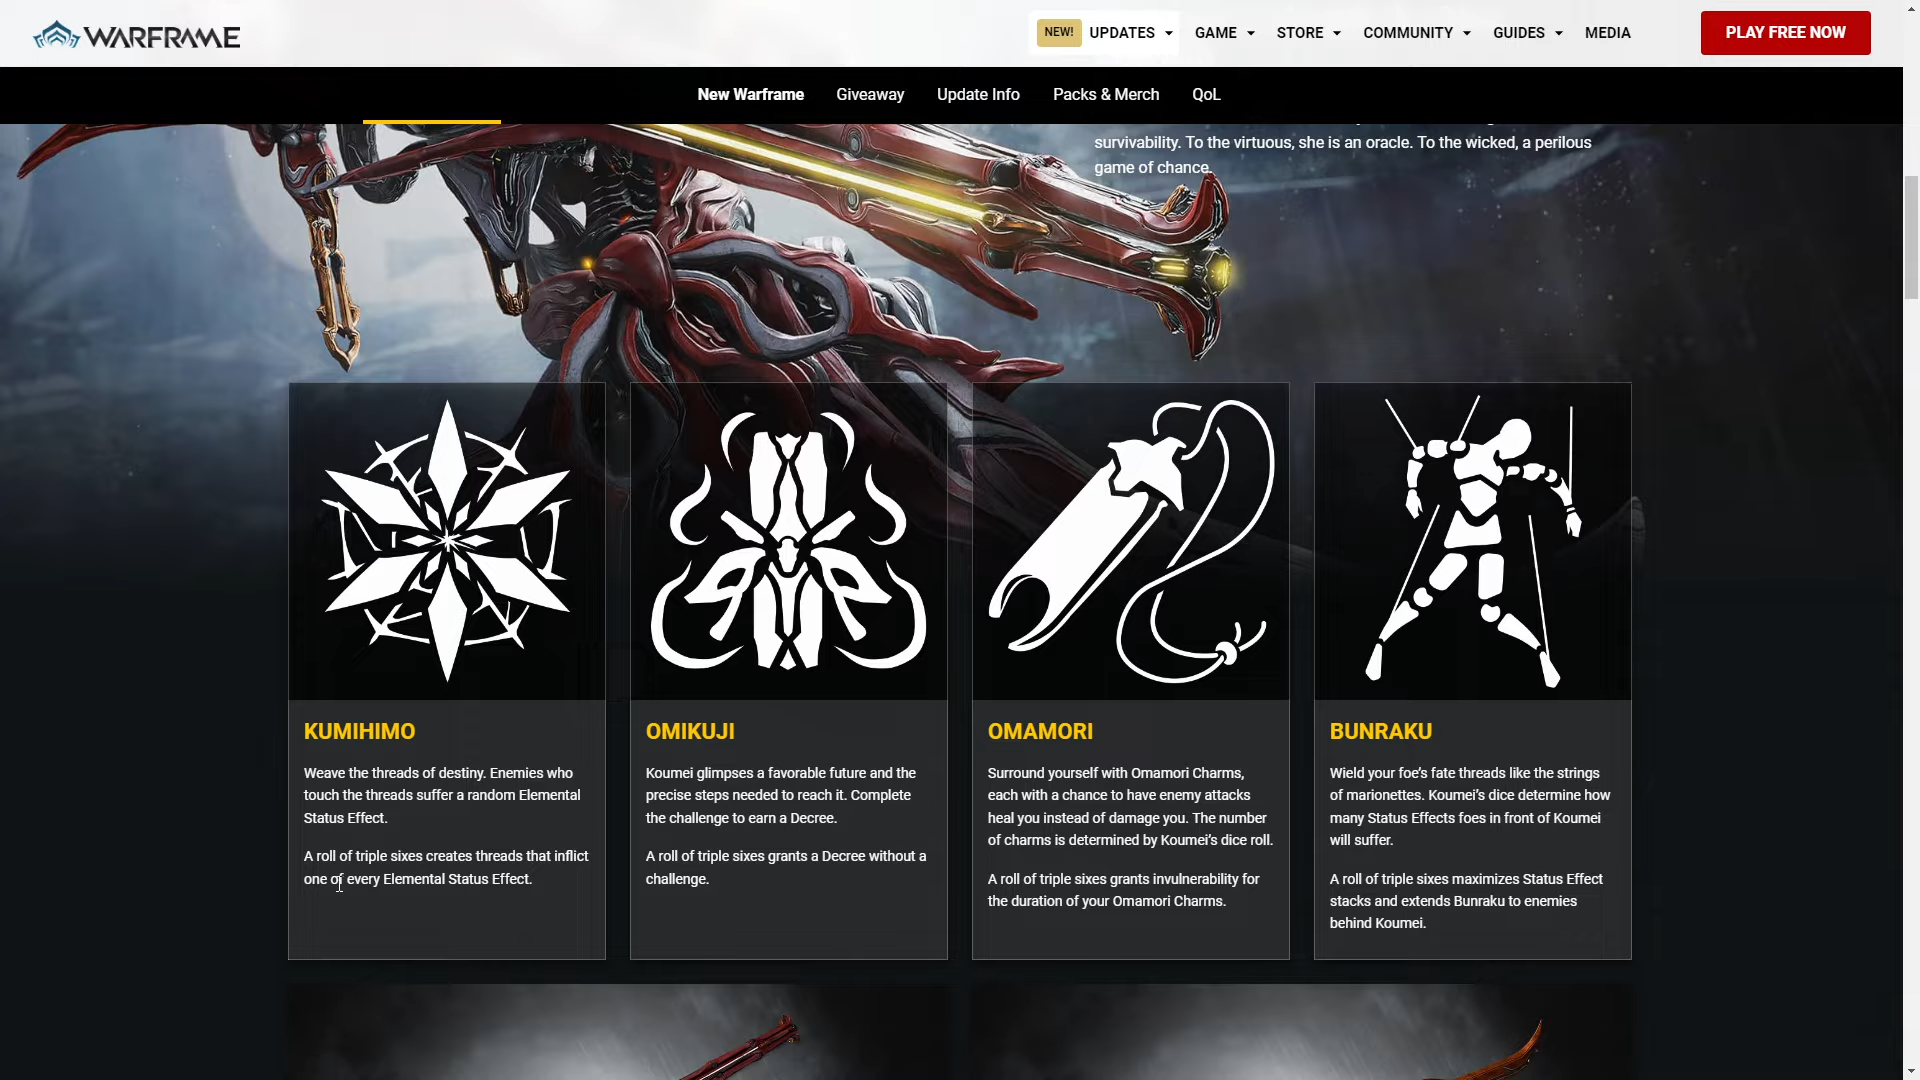 WARFRAME
NEW! UPDATES GAME STORE COMMUNITY GUIDES MEDIA PLAY FREE NOW
New Warframe Giveaway Update Info Packs & Merch QoL
survivability. To the virtuous, she is an oracle. To the wicked, a perilous
game of chance.
KUMIHIMO
Weave the threads of destiny. Enemies who
touch the threads suffer a random Elemental
Status Effect.
A roll of triple sixes creates threads that inflict
one of every Elemental Status Effect.
OMIKUJI
Koumei glimpses a favorable future and the
precise steps needed to reach it. Complete
the challenge to earn a Decree.
A roll of triple sixes grants a Decree without a
challenge.
OMAMORI
Surround yourself with Omamori Charms,
each with a chance to have enemy attacks
heal you instead of damage you. The number
of charms is determined by Koumei's dice roll.
A roll of triple sixes grants invulnerability for
the duration of your Omamori Charms.
BUNRAKU
Wield your foe's fate threads like the strings
of marionettes. Koumei's dice determine how
many Status Effects foes in front of Koumei
will suffer.
A roll of triple sixes maximizes Status Effect
stacks and extends Bunraku to enemies
behind Koumei.